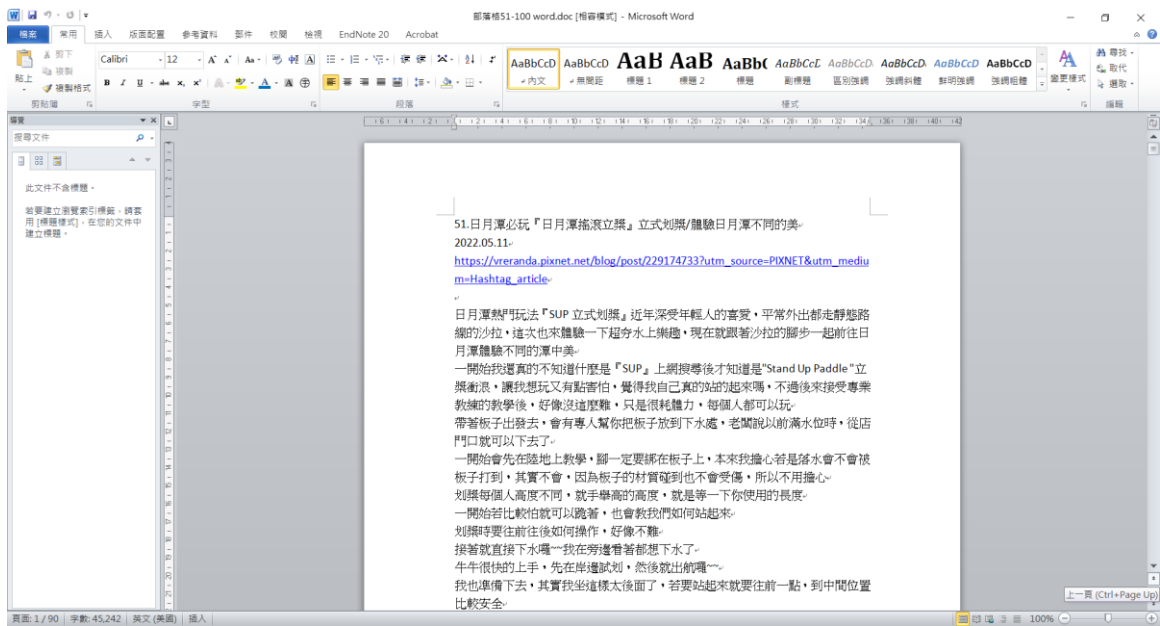 部落格51-100 word.doc [相容模式] - Microsoft Word
檔案 常用 插入 版面配置 參考資料 郵件 校閱 檢視 EndNote 20 Acrobat
剪下
複製
複製格式
貼上
剪貼簿
Calibri 12
字型
段落
AaBbCcD AaBbCcD AaB AaB AaBb( AaBbCcD AaBbCcD AaBbCcD AaBbCcD AaBbCcD
內文 無間距 標題 1 標題 2 標題 副標題 區別強調 強調斜體 鮮明強調 強調粗體
變更樣式
樣式
尋找
取代
選取
編輯
導覽
搜尋文件
此文件不含標題。
若要建立瀏覽索引標籤，請套
用 [標題樣式]，在您的文件中
建立標題。
51.日月潭必玩『日月潭搖滾立槳』立式划槳/體驗日月潭不同的美
2022.05.11
https://vreranda.pixnet.net/blog/post/229174733?utm_source=PIXNET&utm_mediu
m=Hashtag_article
日月潭熱門玩法『SUP 立式划槳』近年深受年輕人的喜愛，平常外出都走靜態路
線的沙拉，這次也來體驗一下超夯水上樂趣，現在就跟著沙拉的腳步一起前往日
月潭體驗不同的潭中美
一開始我還真的不知道什麼是『SUP』上網搜尋後才知道是"Stand Up Paddle "立
槳衝浪，讓我想玩又有點害怕，覺得我自己真的站的起來嗎，不過後來接受專業
教練的教學後，好像沒這麼難，只是很耗體力，每個人都可以玩
帶著板子出發去，會有專人幫你把板子放到下水處，老闆說以前滿水位時，從店
門口就可以下去了
一開始會先在陸地上教學，腳一定要綁在板子上，本來我擔心若是落水會不會被
板子打到，其實不會，因為板子的材質碰到也不會受傷，所以不用擔心
划槳每個人高度不同，就手舉高的高度，就是等一下你使用的長度
一開始若比較怕就可以跪著，也會教我們如何站起來
划槳時要往前往後如何操作，好像不難
接著就直接下水囉~~我在旁邊看著都想下水了
牛牛很快的上手，先在岸邊試划，然後就出航囉~~
我也準備下去，其實我坐這樣太後面了，若要站起來就要往前一點，到中間位置
比較安全
上一頁 (Ctrl+Page Up)
頁面: 1 / 90 字數: 45,242 英文 (美國) 插入 100%